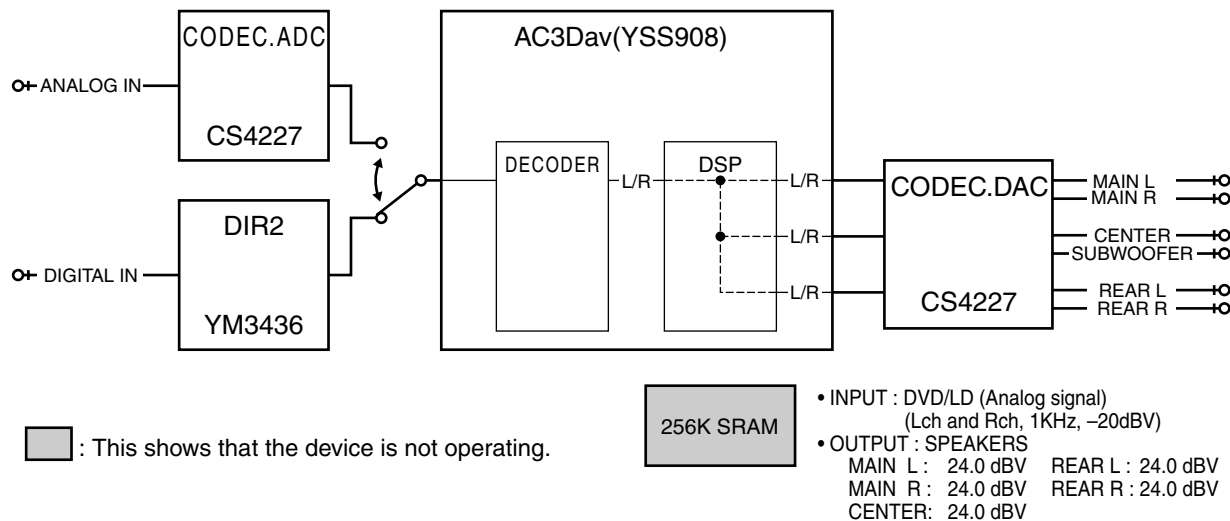 CODEC.ADC
CS4227
ANALOG IN
DIR2
YM3436
DIGITAL IN
AC3Dav(YSS908)
DECODER
L/R
DSP
L/R
L/R
L/R
CODEC.DAC
CS4227
MAIN L
MAIN R
CENTER
SUBWOOFER
REAR L
REAR R
: This shows that the device is not operating.
256K SRAM
• INPUT : DVD/LD (Analog signal)
(Lch and Rch, 1KHz, –20dBV)
• OUTPUT : SPEAKERS
MAIN L : 24.0 dBV REAR L : 24.0 dBV
MAIN R : 24.0 dBV REAR R : 24.0 dBV
CENTER: 24.0 dBV